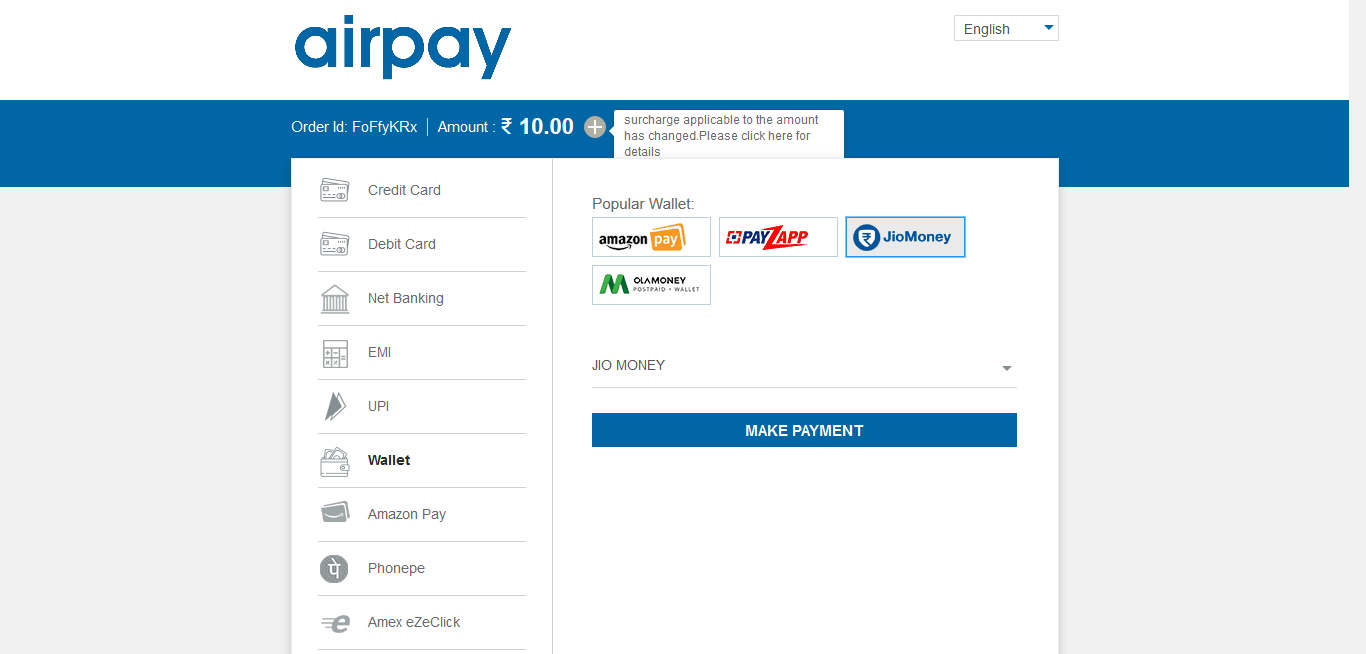 airpay
English
Order Id: FoFfyKRx
Amount : ₹ 10.00
surcharge applicable to the amount
has changed.Please click here for
details
Credit Card
Debit Card
Net Banking
EMI
UPI
Wallet
Amazon Pay
पे
Phonepe
Amex eZeClick
Popular Wallet:
amazon pay
PAYZAPP
₹ JioMoney
OLAMONEY
POSTPAID + WALLET
JIO MONEY
MAKE PAYMENT